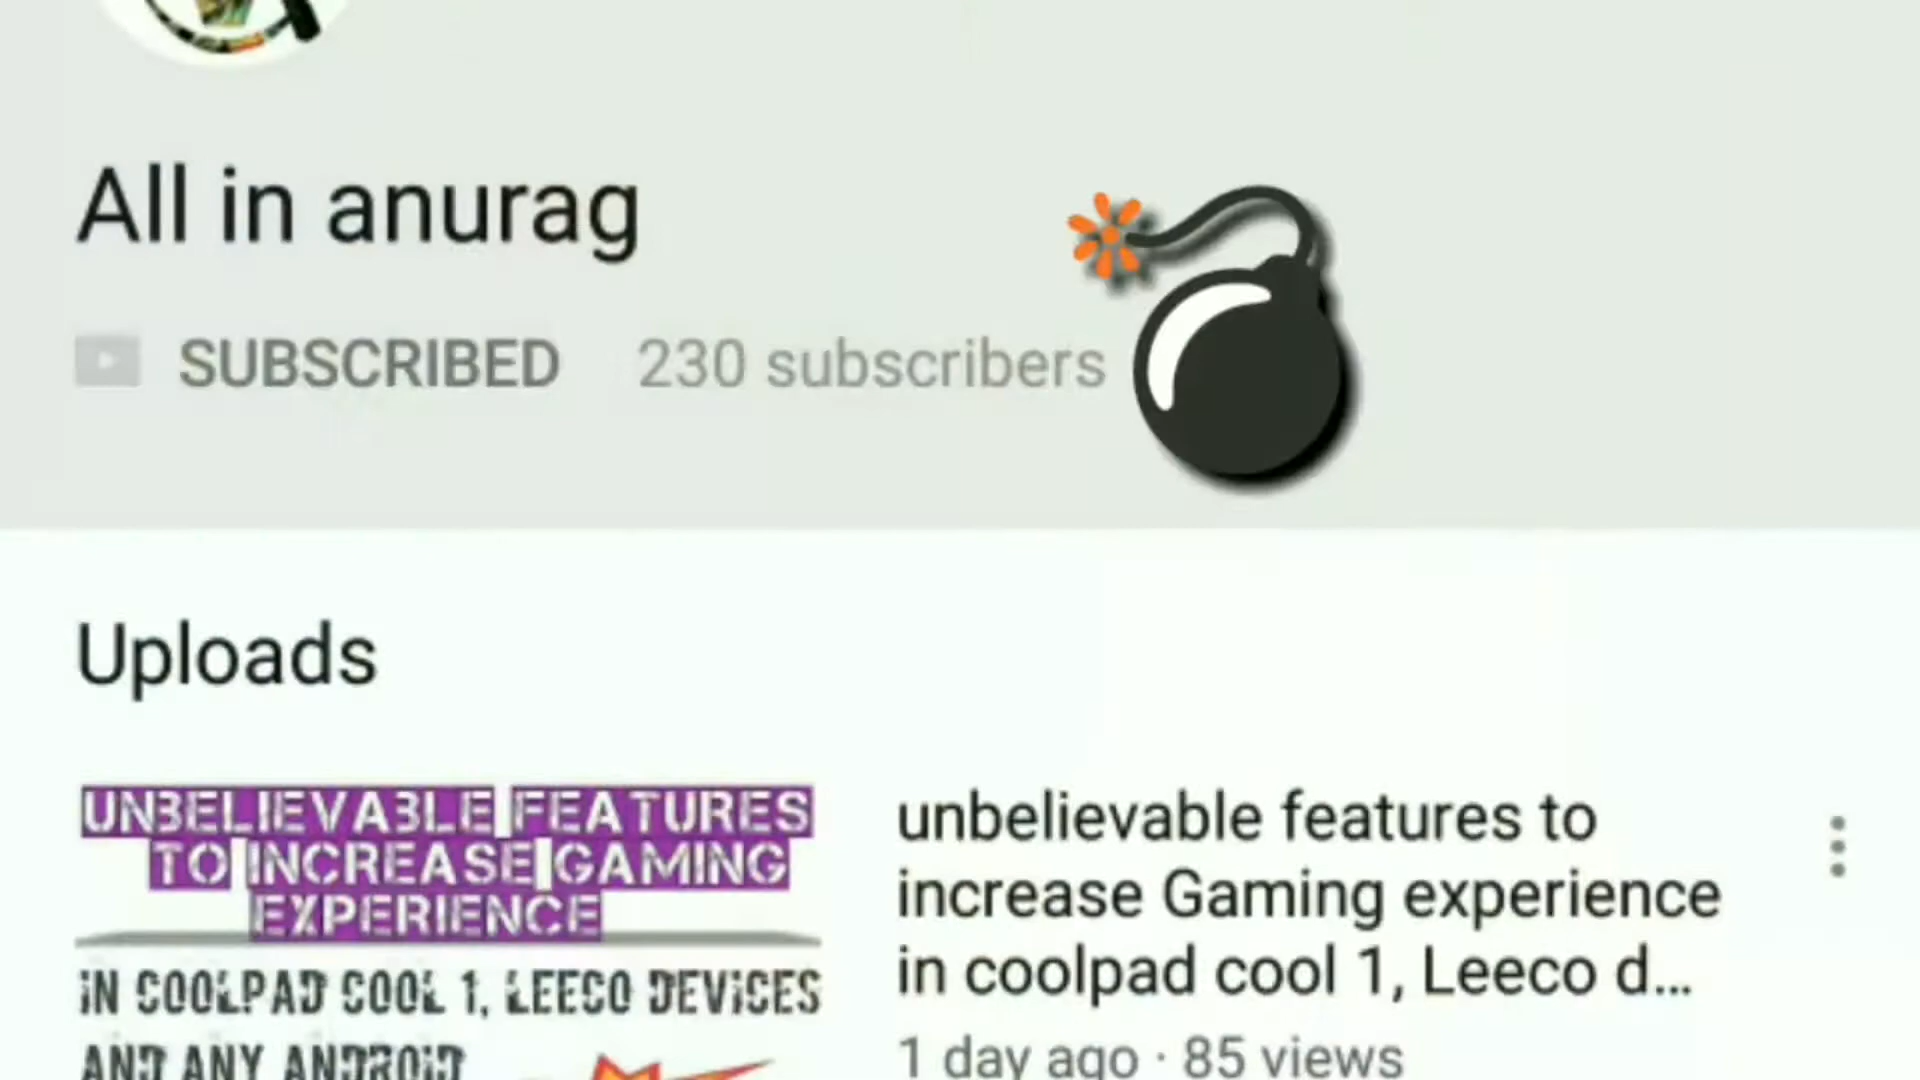 All in anurag
SUBSCRIBED 230 subscribers
Uploads
UNBELIEVABLE FEATURES
TO INCREASE GAMING
EXPERIENCE
IN COOLPAD COOL 1, LEECO DEVICES
AND ANY ANDROID
unbelievable features to
increase Gaming experience
in coolpad cool 1, Leeco d...
1 day ago · 85 views